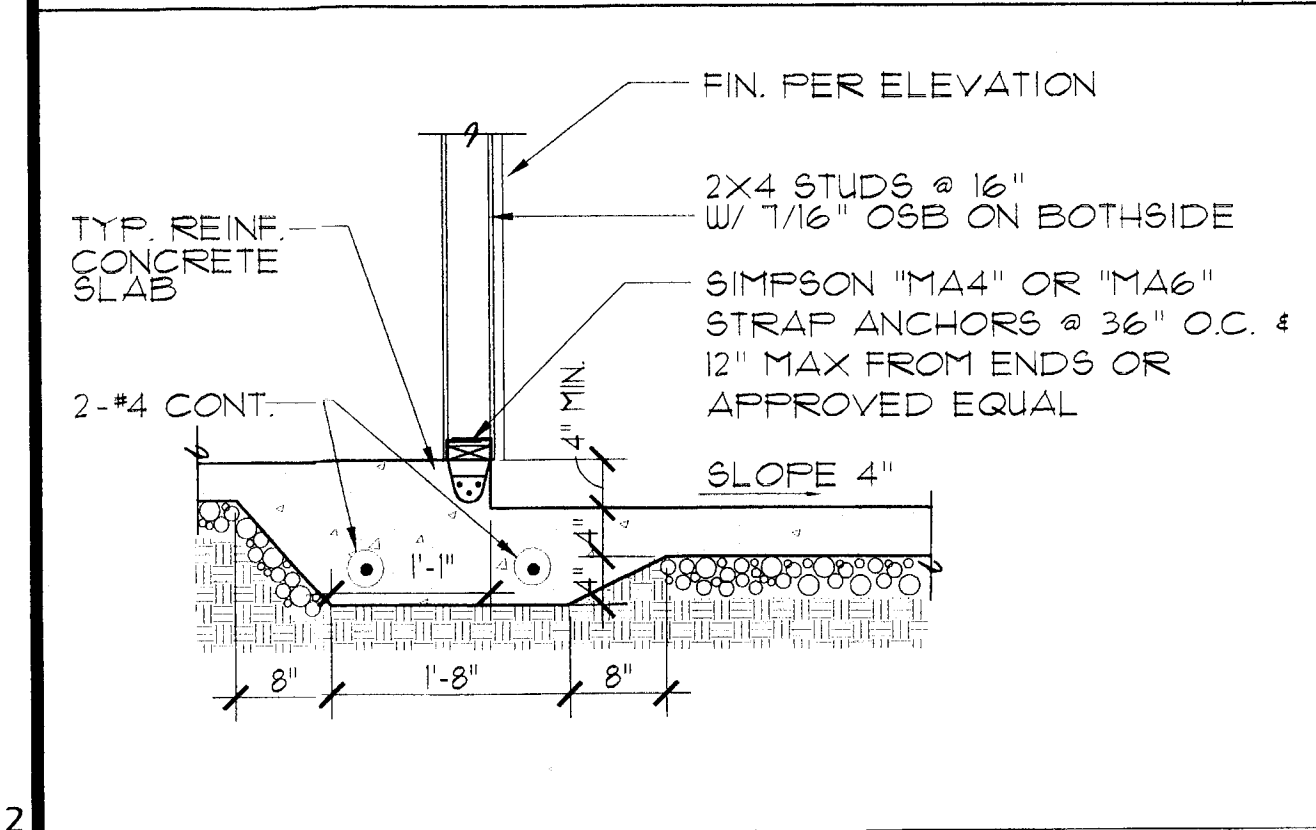 FIN. PER ELEVATION
2X4 STUDS @ 16"
W/ 7/16" OSB ON BOTHSIDE
TYP. REINF.
CONCRETE
SLAB
SIMPSON "MA4" OR "MA6"
STRAP ANCHORS @ 36" O.C. &
12" MAX FROM ENDS OR
APPROVED EQUAL
2-#4 CONT.
4" MIN.
SLOPE 4"
4"
1'-1"
4"
8"
1'-8"
8"
2